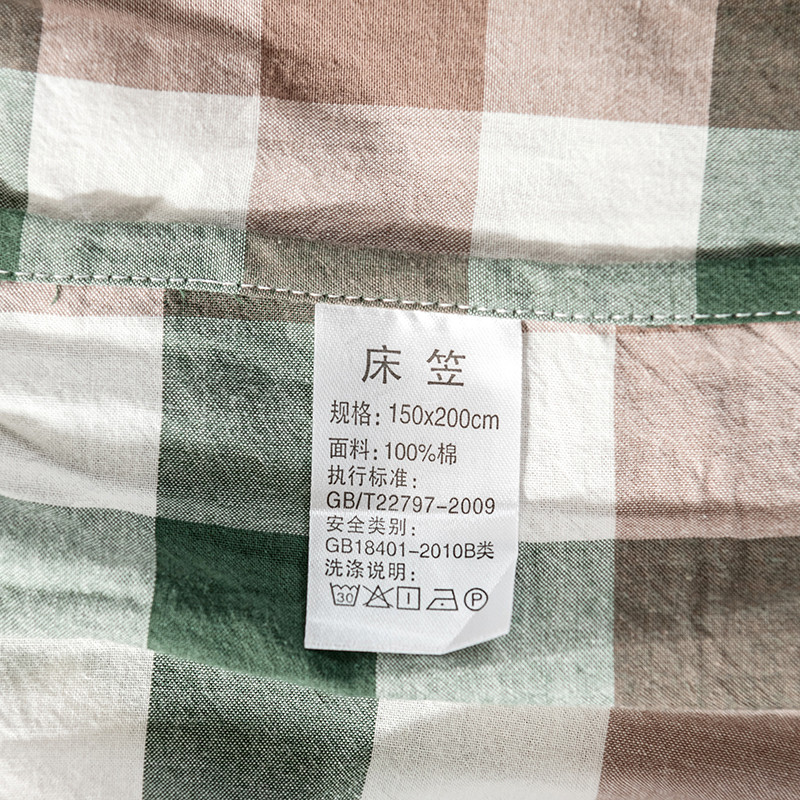 床笠
规格：150x200cm
面料：100%棉
执行标准：
GB/T22797-2009
安全类别：
GB18401-2010B类
洗涤说明：
30 P